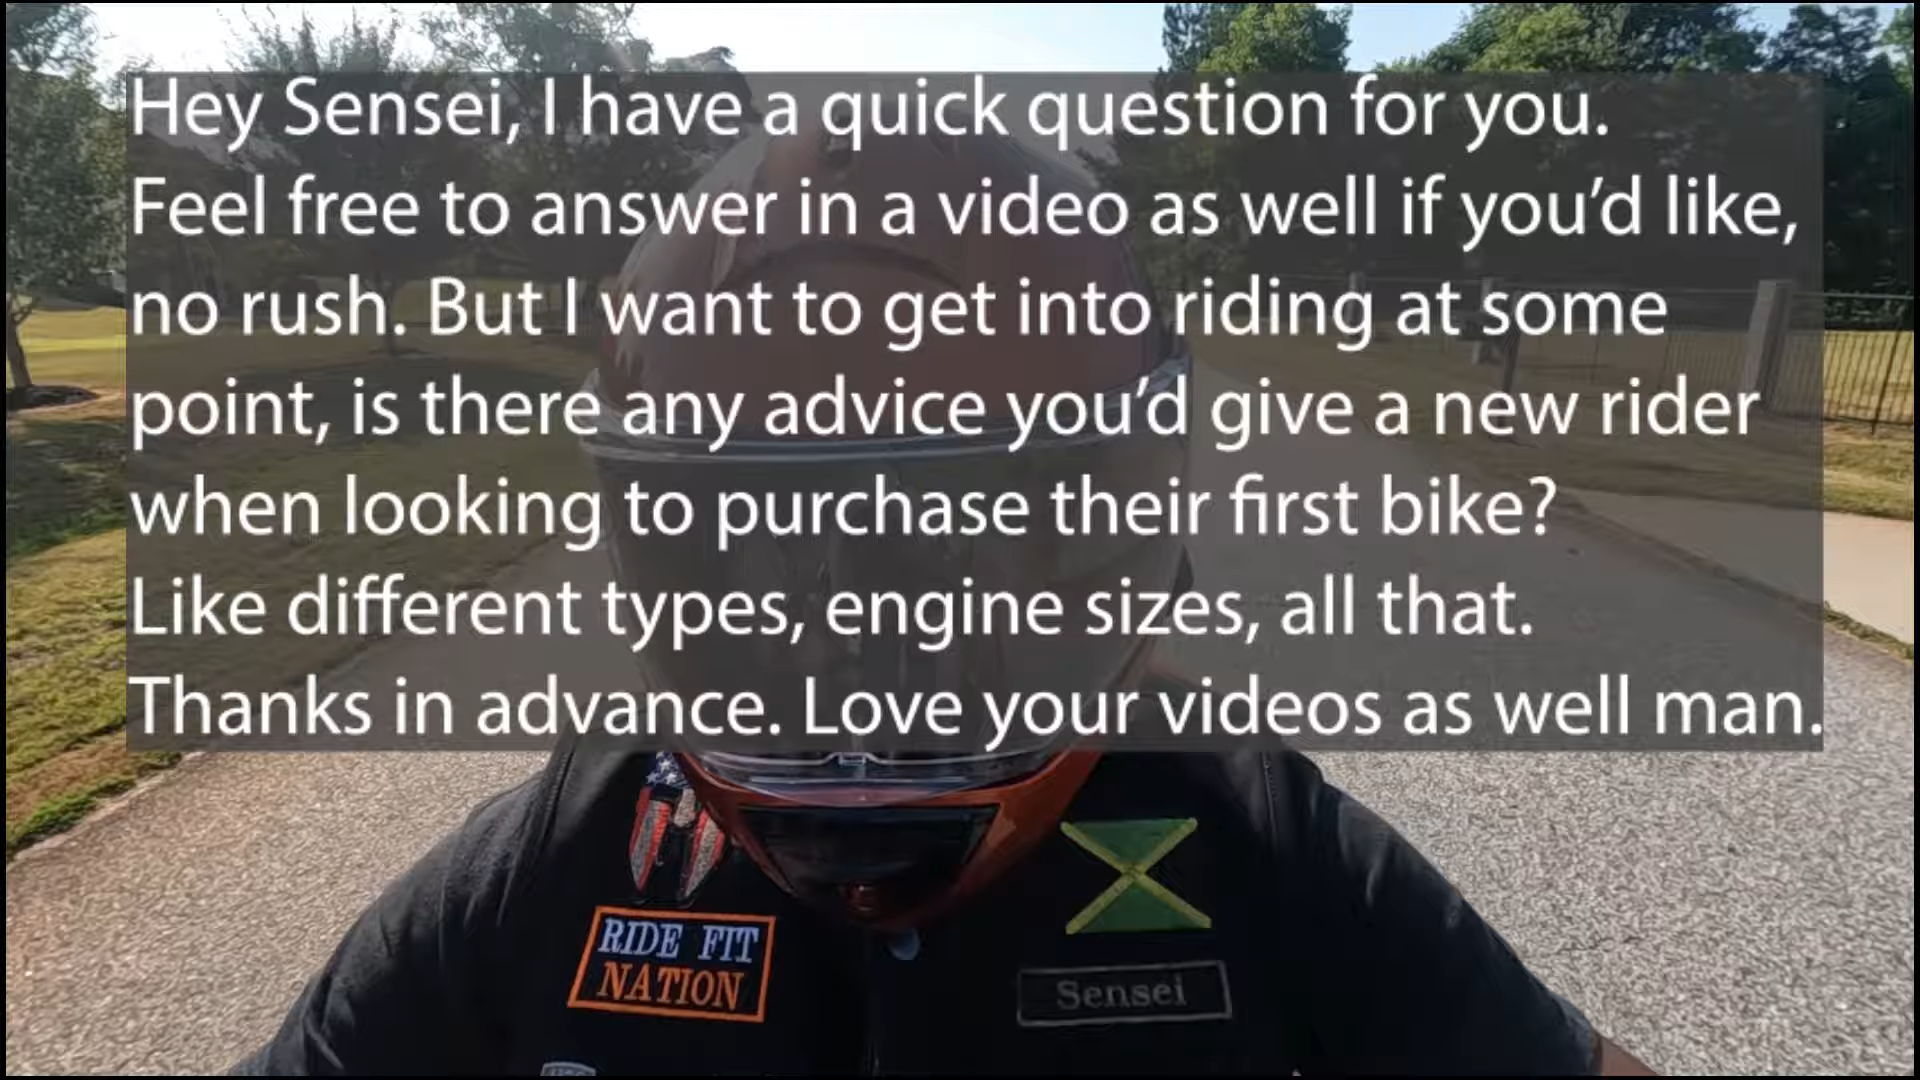 Hey Sensei, I have a quick question for you.
Feel free to answer in a video as well if you’d like,
no rush. But I want to get into riding at some
point, is there any advice you’d give a new rider
when looking to purchase their first bike?
Like different types, engine sizes, all that.
Thanks in advance. Love your videos as well man.
RIDE FIT
NATION
Sensei